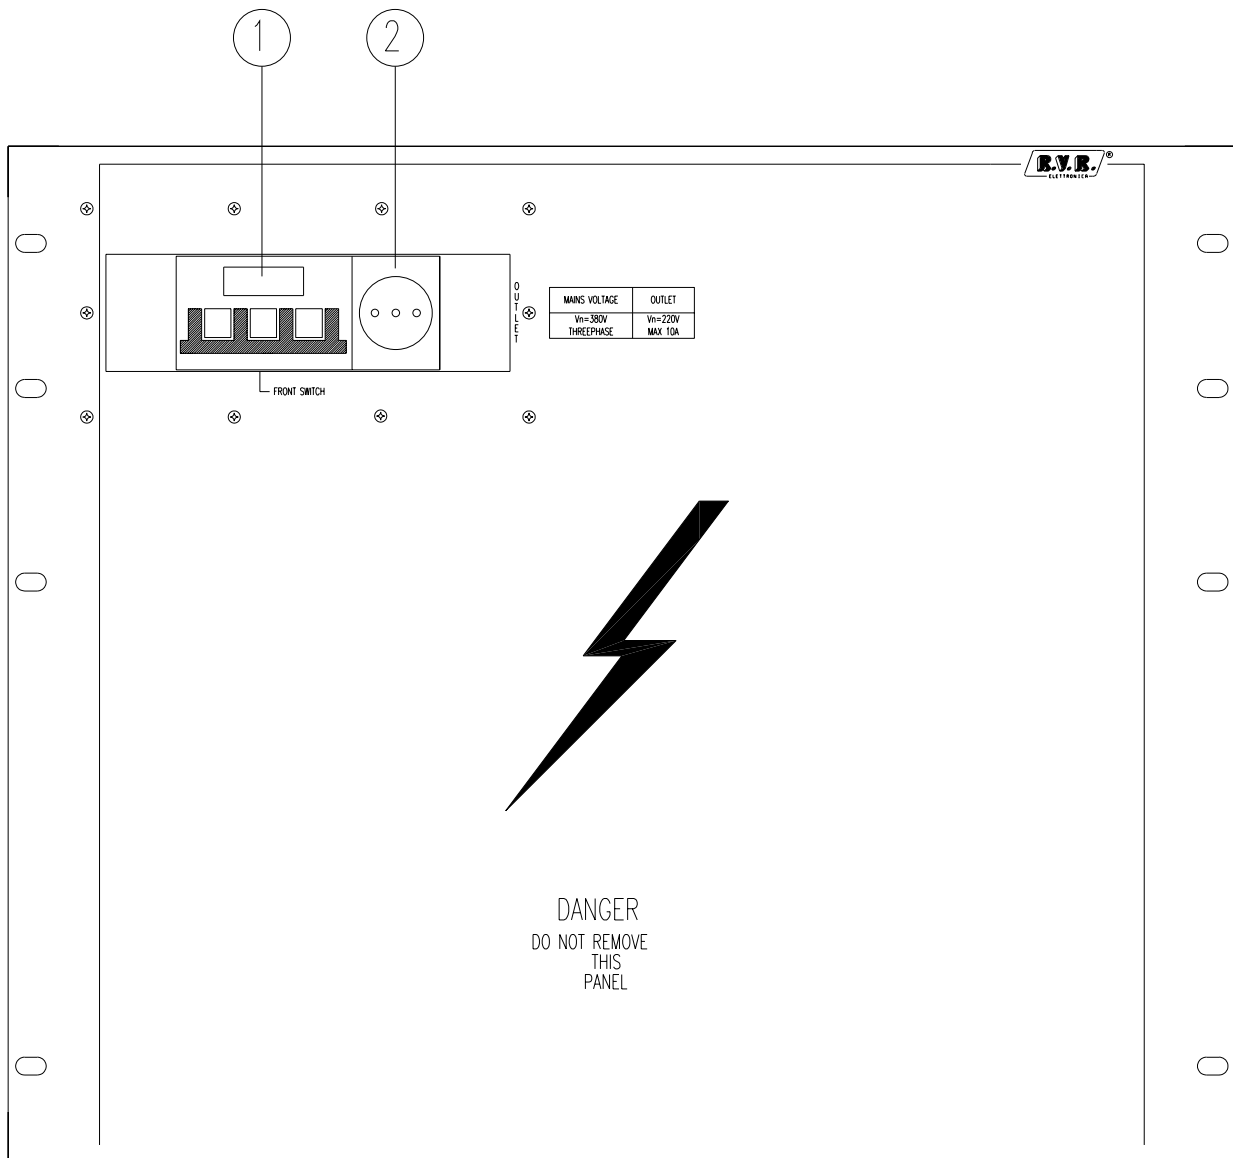 1
2
R.V.R.®
ELETTRONICA
OUTLET
MAINS VOLTAGE OUTLET
Vn=380V Vn=220V
THREEPHASE MAX 10A
FRONT SWITCH
DANGER
DO NOT REMOVE
THIS
PANEL